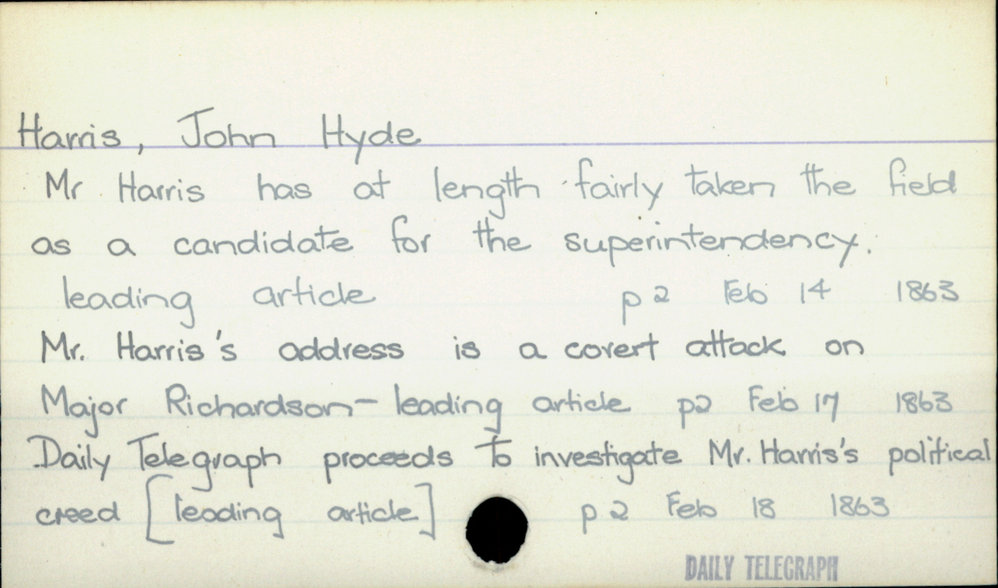 Harris, John Hyde
Mr Harris has at length fairly taken the field
as a candidate for the superintendency.
leading article p2 Feb 14 1863
Mr. Harris's address is a covert attack on
Major Richardson - leading article p2 Feb 17 1863
Daily Telegraph proceeds to investigate Mr. Harris's political
creed [leading article] p2 Feb 18 1863
DAILY TELEGRAPH